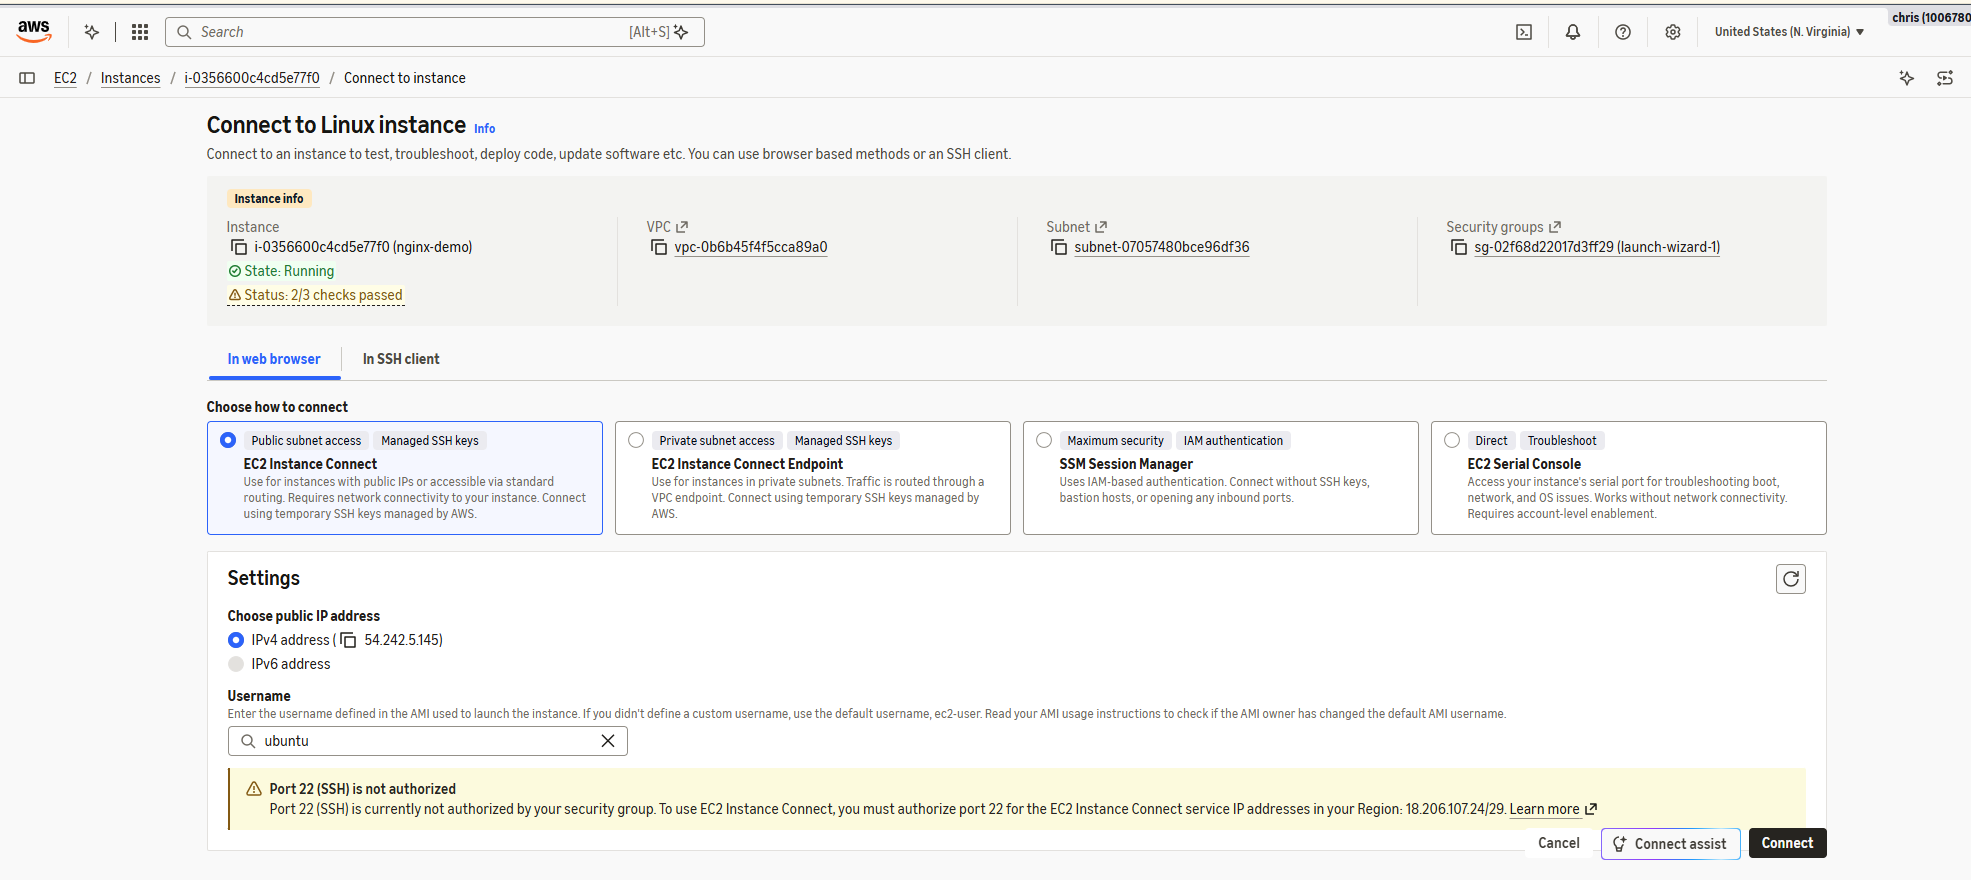 chris (1006780
aws
Search [Alt+S]
United States (N. Virginia)
EC2 / Instances / i-0356600c4cd5e77f0 / Connect to instance
Connect to Linux instance Info
Connect to an instance to test, troubleshoot, deploy code, update software etc. You can use browser based methods or an SSH client.
Instance info
Instance
i-0356600c4cd5e77f0 (nginx-demo)
State: Running
Status: 2/3 checks passed
VPC
vpc-0b6b45f4f5cca89a0
Subnet
subnet-07057480bce96df36
Security groups
sg-02f68d22017d3ff29 (launch-wizard-1)
In web browser
In SSH client
Choose how to connect
Public subnet access Managed SSH keys
EC2 Instance Connect
Use for instances with public IPs or accessible via standard
routing. Requires network connectivity to your instance. Connect
using temporary SSH keys managed by AWS.
Private subnet access Managed SSH keys
EC2 Instance Connect Endpoint
Use for instances in private subnets. Traffic is routed through a
VPC endpoint. Connect using temporary SSH keys managed by
AWS.
Maximum security IAM authentication
SSM Session Manager
Uses IAM-based authentication. Connect without SSH keys,
bastion hosts, or opening any inbound ports.
Direct Troubleshoot
EC2 Serial Console
Access your instance's serial port for troubleshooting boot,
network, and OS issues. Works without network connectivity.
Requires account-level enablement.
Settings
Choose public IP address
IPv4 address ( 54.242.5.145)
IPv6 address
Username
Enter the username defined in the AMI used to launch the instance. If you didn't define a custom username, use the default username, ec2-user. Read your AMI usage instructions to check if the AMI owner has changed the default AMI username.
ubuntu
Port 22 (SSH) is not authorized
Port 22 (SSH) is currently not authorized by your security group. To use EC2 Instance Connect, you must authorize port 22 for the EC2 Instance Connect service IP addresses in your Region: 18.206.107.24/29. Learn more
Cancel
Connect assist
Connect